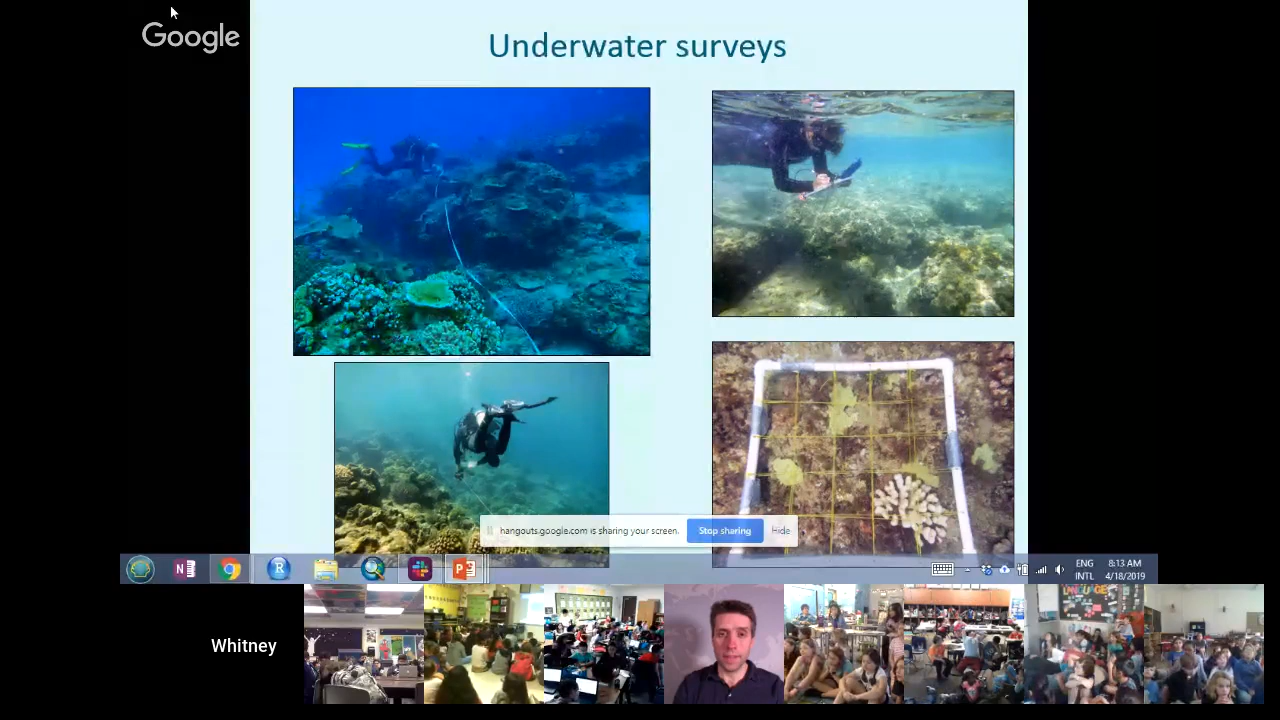 Google
Underwater surveys
hangouts.google.com is sharing your screen.
Stop sharing
Hide
N
R
P
ENG
INTL
8:13 AM
4/18/2019
Whitney
LANGUAGE